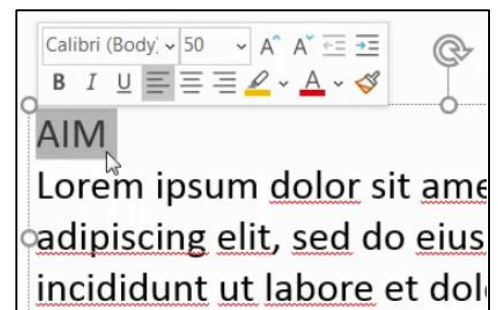 Calibri (Body) 50 A A
B I U A
AIM
Lorem ipsum dolor sit ame
adipiscing elit, sed do eius
incididunt ut labore et dol